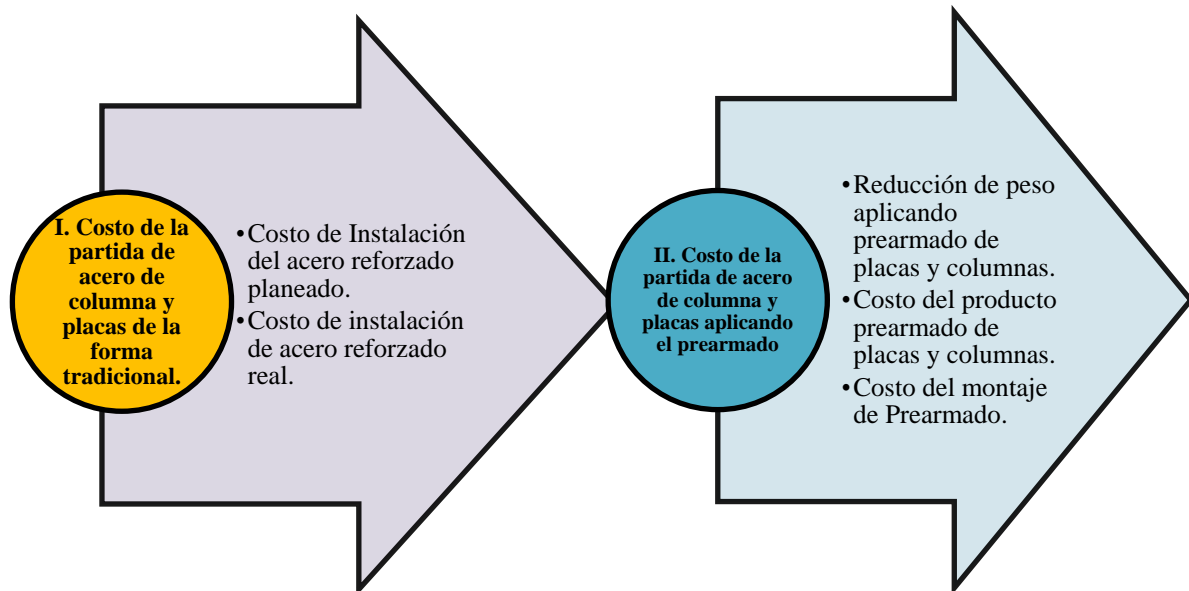 I. Costo de la
partida de
acero de
columna y
placas de la
forma
tradicional.
•Costo de Instalación
del acero reforzado
planeado.
•Costo de instalación
de acero reforzado
real.
II. Costo de la
partida de acero
de columna y
placas aplicando
el prearmado
•Reducción de peso
aplicando
prearmado de
placas y columnas.
•Costo del producto
prearmado de
placas y columnas.
•Costo del montaje
de Prearmado.